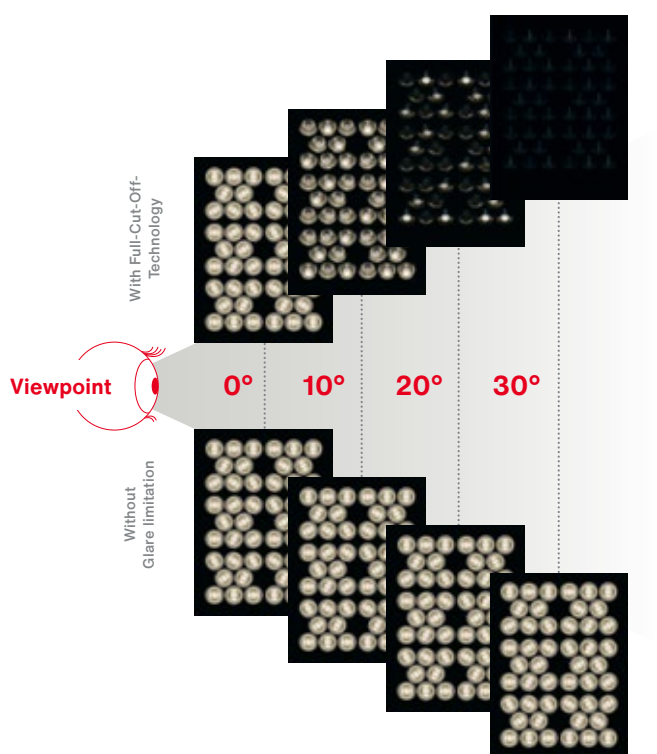 With Full-Cut-Off-
Technology
Viewpoint
0°
10°
20°
30°
Without
Glare limitation